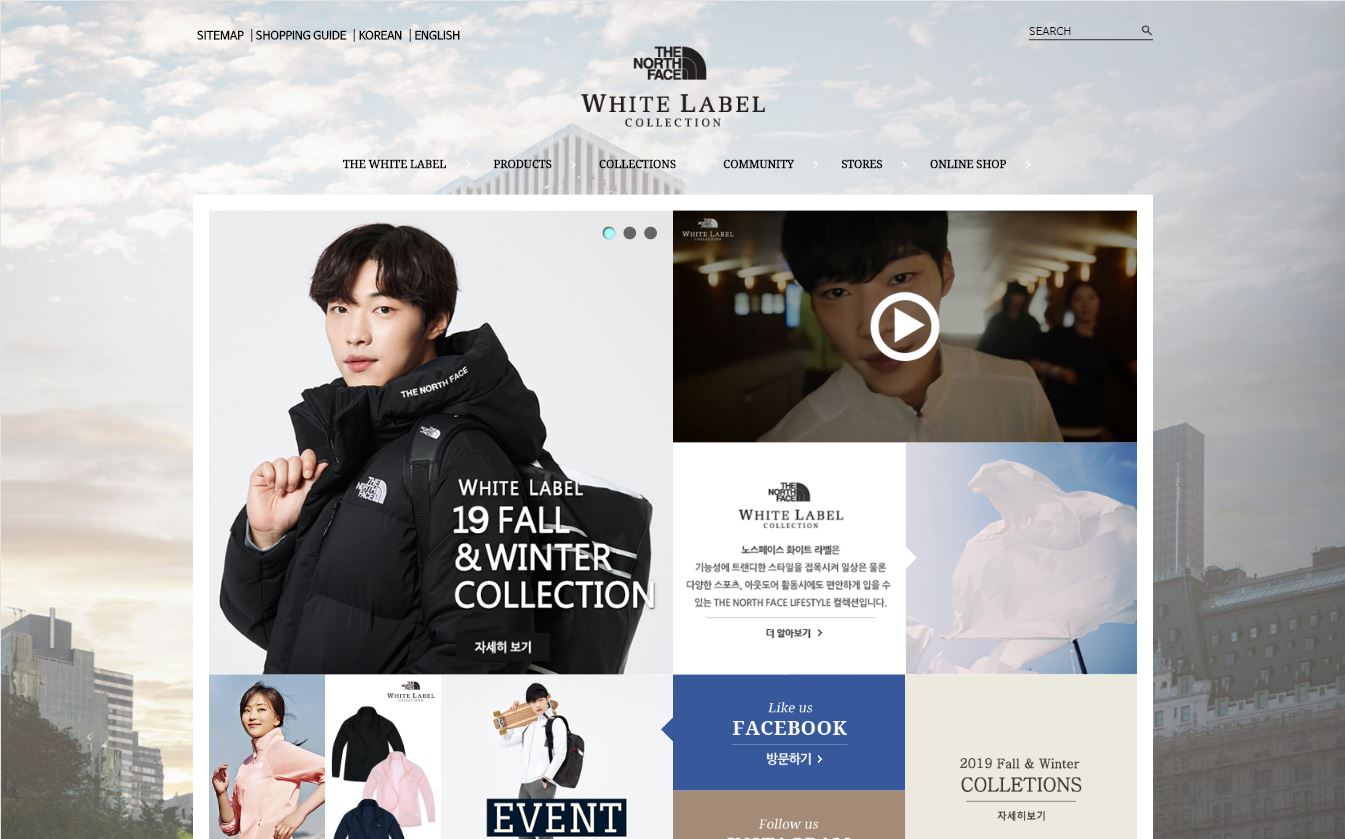 SITEMAP | SHOPPING GUIDE | KOREAN | ENGLISH
SEARCH
THE
NORTH
FACE
WHITE LABEL
COLLECTION
THE WHITE LABEL
PRODUCTS
COLLECTIONS
COMMUNITY
STORES
ONLINE SHOP
THE NORTH FACE
THE
NORTH
FACE
WHITE LABEL
19 FALL
&WINTER
COLLECTION
자세히 보기
WHITE LABEL
COLLECTION
THE
NORTH
FACE
WHITE LABEL
COLLECTION
노스페이스 화이트 라벨은
기능성에 트랜디한 스타일을 접목시켜 일상은 물론
다양한 스포츠, 아웃도어 활동시에도 편안하게 입을 수
있는 THE NORTH FACE LIFESTYLE 컬렉션입니다.
더 알아보기 >
WHITE LABEL
COLLECTION
EVENT
Like us
FACEBOOK
방문하기 >
Follow us
INSTAGRAM
2019 Fall & Winter
COLLETIONS
자세히보기